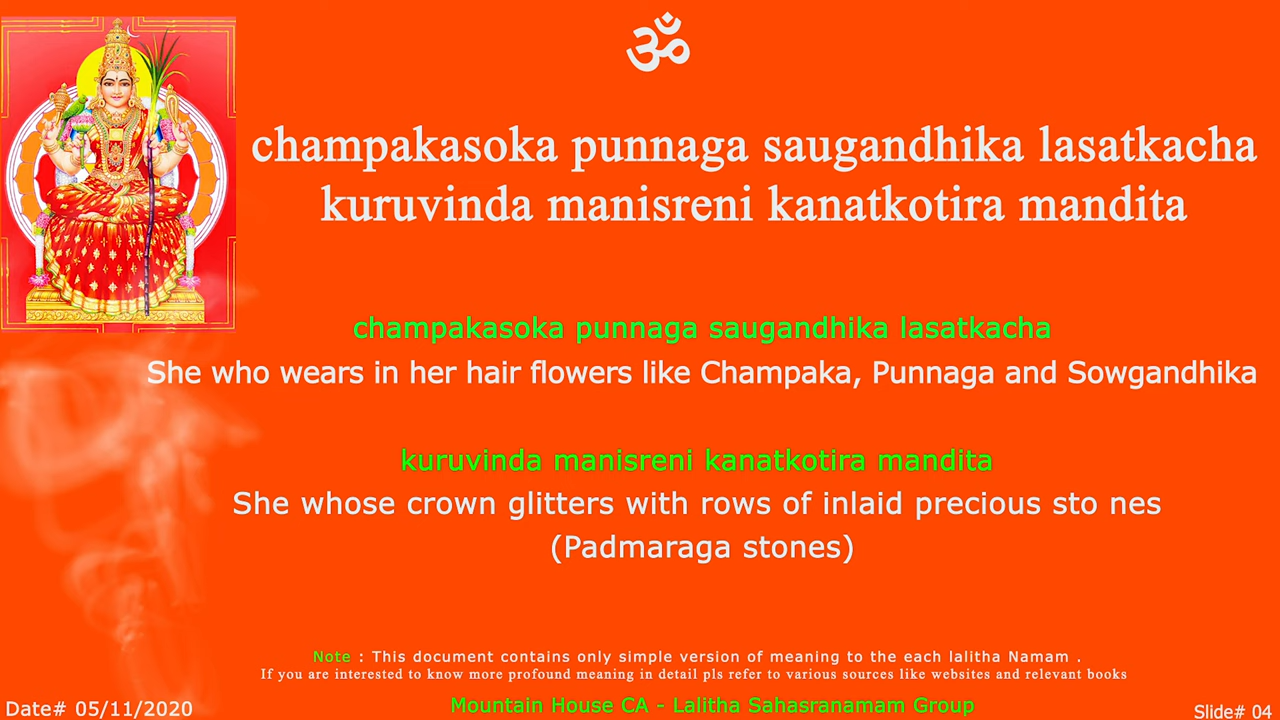 ॐ
champakasoka punnaga saugandhika lasatkacha
kuruvinda manisreni kanatkotira mandita
champakasoka punnaga saugandhika lasatkacha
She who wears in her hair flowers like Champaka, Punnaga and Sowgandhika
kuruvinda manisreni kanatkotira mandita
She whose crown glitters with rows of inlaid precious sto nes
(Padmaraga stones)
Note : This document contains only simple version of meaning to the each lalitha Namam .
If you are interested to know more profound meaning in detail pls refer to various sources like websites and relevant books
Mountain House CA - Lalitha Sahasranamam Group
Date# 05/11/2020
Slide# 04